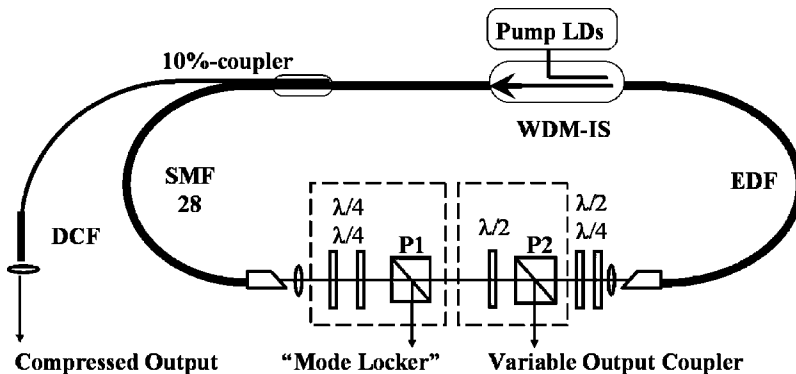 Pump LDs
10%-coupler
WDM-IS
SMF
28
EDF
λ/4
λ/4
P1
λ/2
P2
λ/2
λ/4
DCF
Compressed Output
“Mode Locker”
Variable Output Coupler